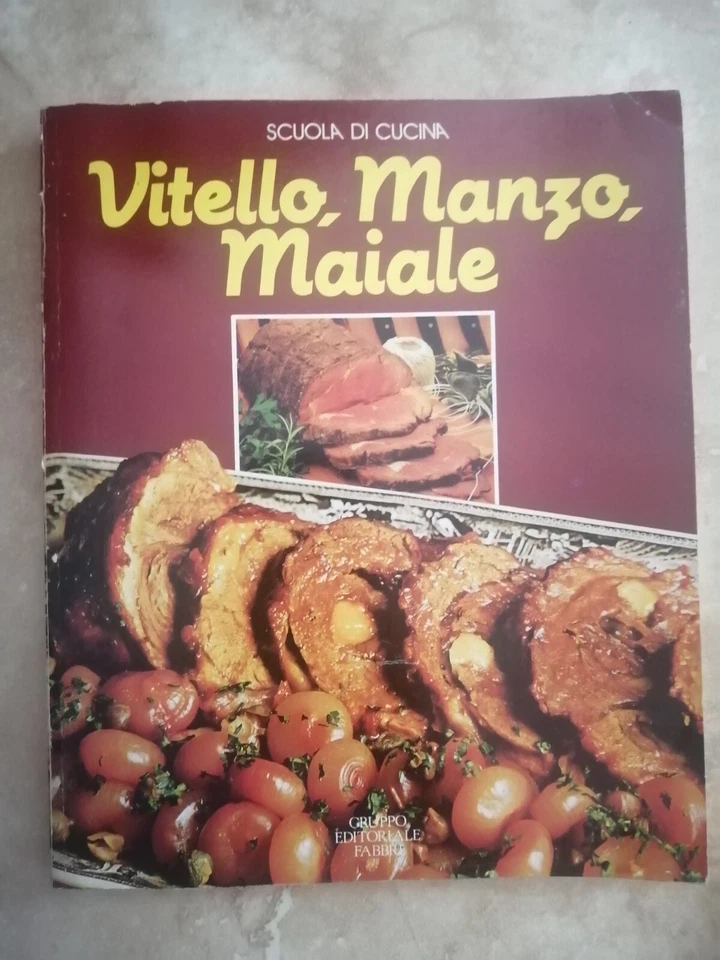 SCUOLA DI CUCINA
Vitello, Manzo,
Maiale
GRUPPO
EDITORIALE
FABBRI